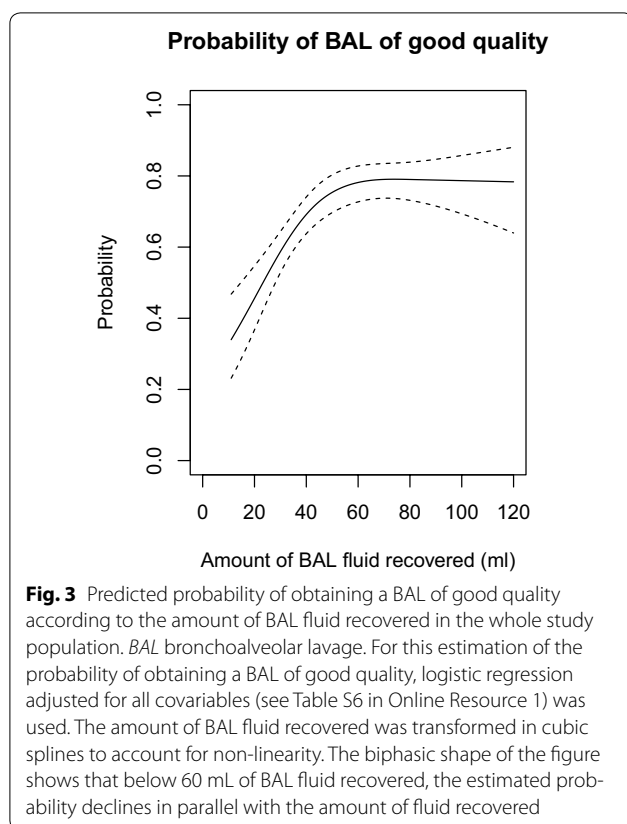 Probability of BAL of good quality
1.0
0.8
0.6
0.4
0.2
0.0
Probability
0 20 40 60 80 100 120
Amount of BAL fluid recovered (ml)
Fig. 3 Predicted probability of obtaining a BAL of good quality
according to the amount of BAL fluid recovered in the whole study
population. BAL bronchoalveolar lavage. For this estimation of the
probability of obtaining a BAL of good quality, logistic regression
adjusted for all covariables (see Table S6 in Online Resource 1) was
used. The amount of BAL fluid recovered was transformed in cubic
splines to account for non-linearity. The biphasic shape of the figure
shows that below 60 mL of BAL fluid recovered, the estimated prob-
ability declines in parallel with the amount of fluid recovered